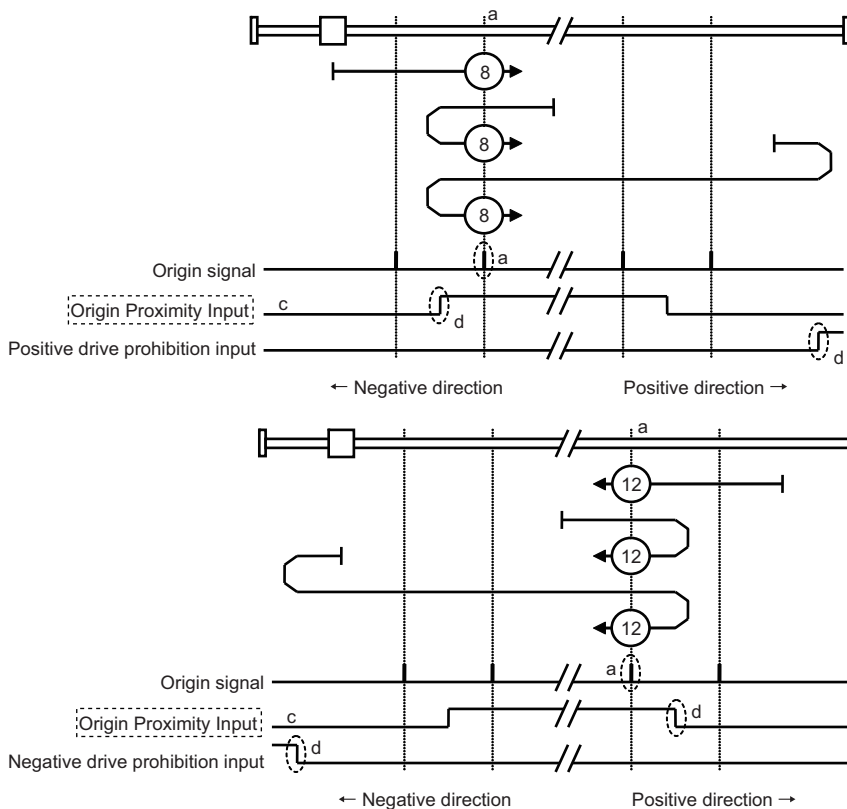 a
8
8
8
Origin signal
a
Origin Proximity Input
c
d
Positive drive prohibition input
d
← Negative direction
Positive direction →
a
12
12
12
Origin signal
a
Origin Proximity Input
c
d
Negative drive prohibition input
d
← Negative direction
Positive direction →